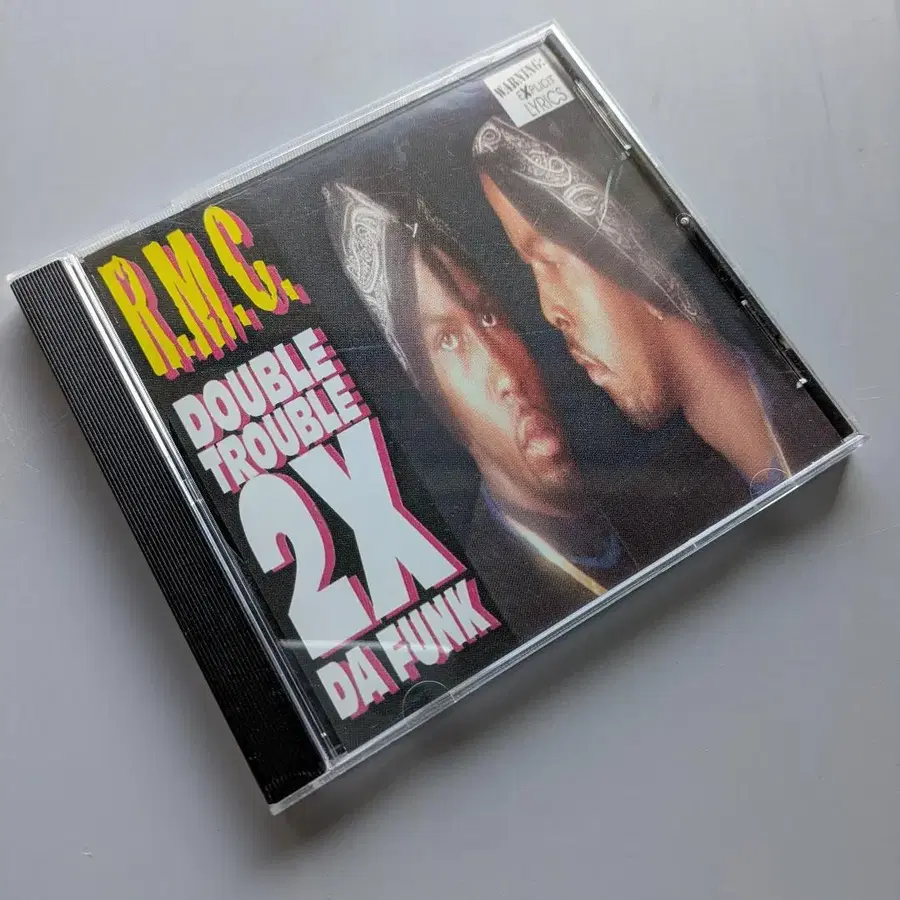 R.M.C.
DOUBLE
TROUBLE
2X
DA FUNK
WARNING:
EXPLICIT
LYRICS